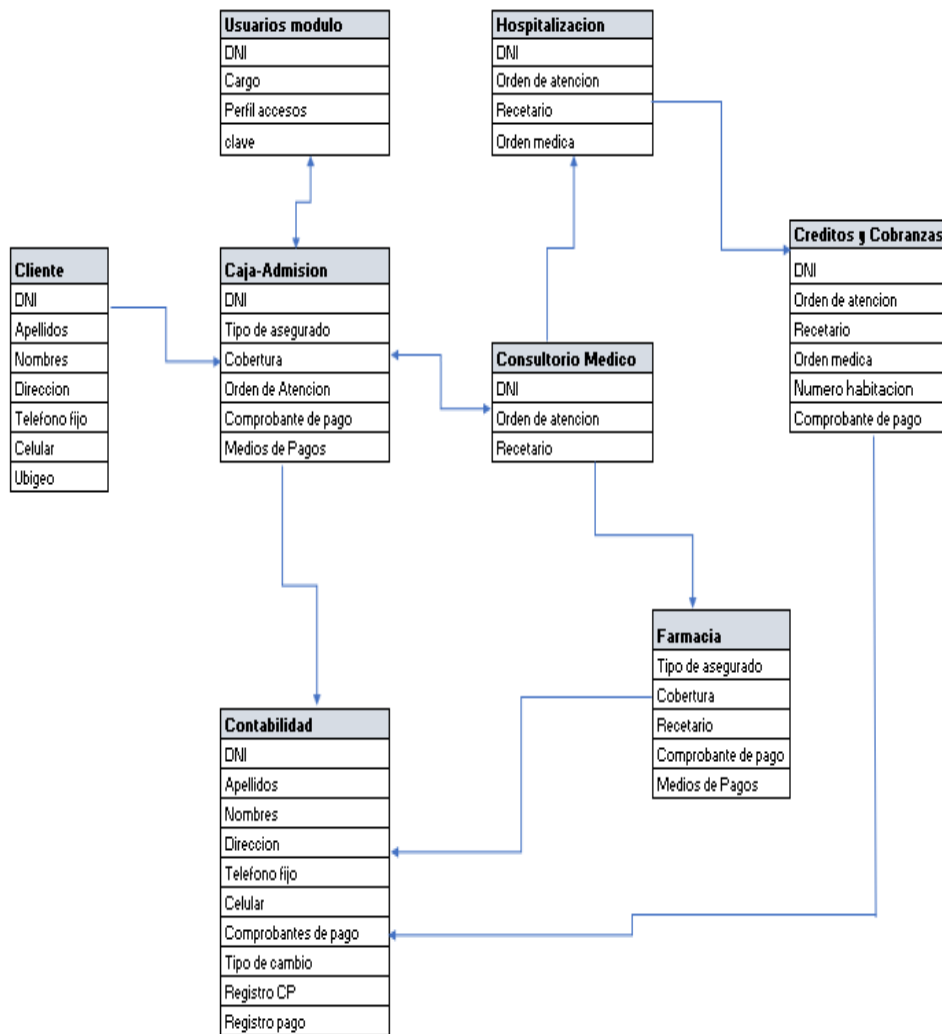 Usuarios modulo
DNI
Cargo
Perfil accesos
clave
Hospitalizacion
DNI
Orden de atencion
Recetario
Orden medica
Cliente
DNI
Apellidos
Nombres
Direccion
Telefono fijo
Celular
Ubigeo
Caja-Admision
DNI
Tipo de asegurado
Cobertura
Orden de Atencion
Comprobante de pago
Medios de Pagos
Consultorio Medico
DNI
Orden de atencion
Recetario
Creditos y Cobranzas
DNI
Orden de atencion
Recetario
Orden medica
Numero habitacion
Comprobante de pago
Farmacia
Tipo de asegurado
Cobertura
Recetario
Comprobante de pago
Medios de Pagos
Contabilidad
DNI
Apellidos
Nombres
Direccion
Telefono fijo
Celular
Comprobantes de pago
Tipo de cambio
Registro CP
Registro pago